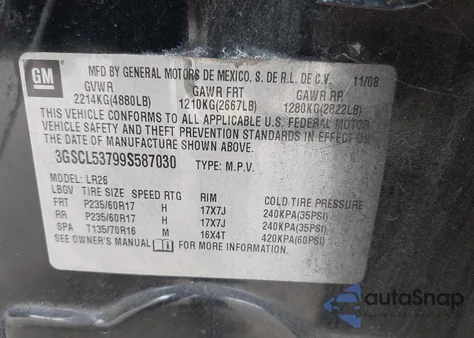 GM
MFD BY GENERAL MOTORS DE MEXICO, S. DE R.L. DE C.V. 11/08
GVWR GAWR FRT GAWR RR
2214KG(4880LB) 1210KG(2667LB) 1280KG(2822LB)
THIS VEHICLE CONFORMS TO ALL APPLICABLE U.S. FEDERAL MOTOR
VEHICLE SAFETY AND THEFT PREVENTION STANDARDS IN EFFECT ON
THE DATE OF MANUFACTURE SHOWN ABOVE.
3GSCL53799S587030 TYPE: M.P.V.
MODEL: LR26
LBGV TIRE SIZE SPEED RTG RIM COLD TIRE PRESSURE
FRT P235/60R17 H 17X7J 240KPA(35PSI)
RR P235/60R17 H 17X7J 240KPA(35PSI)
SPA T135/70R16 M 16X4T 420KPA(60PSI)
SEE OWNER'S MANUAL FOR MORE INFORMATION
autoSnap